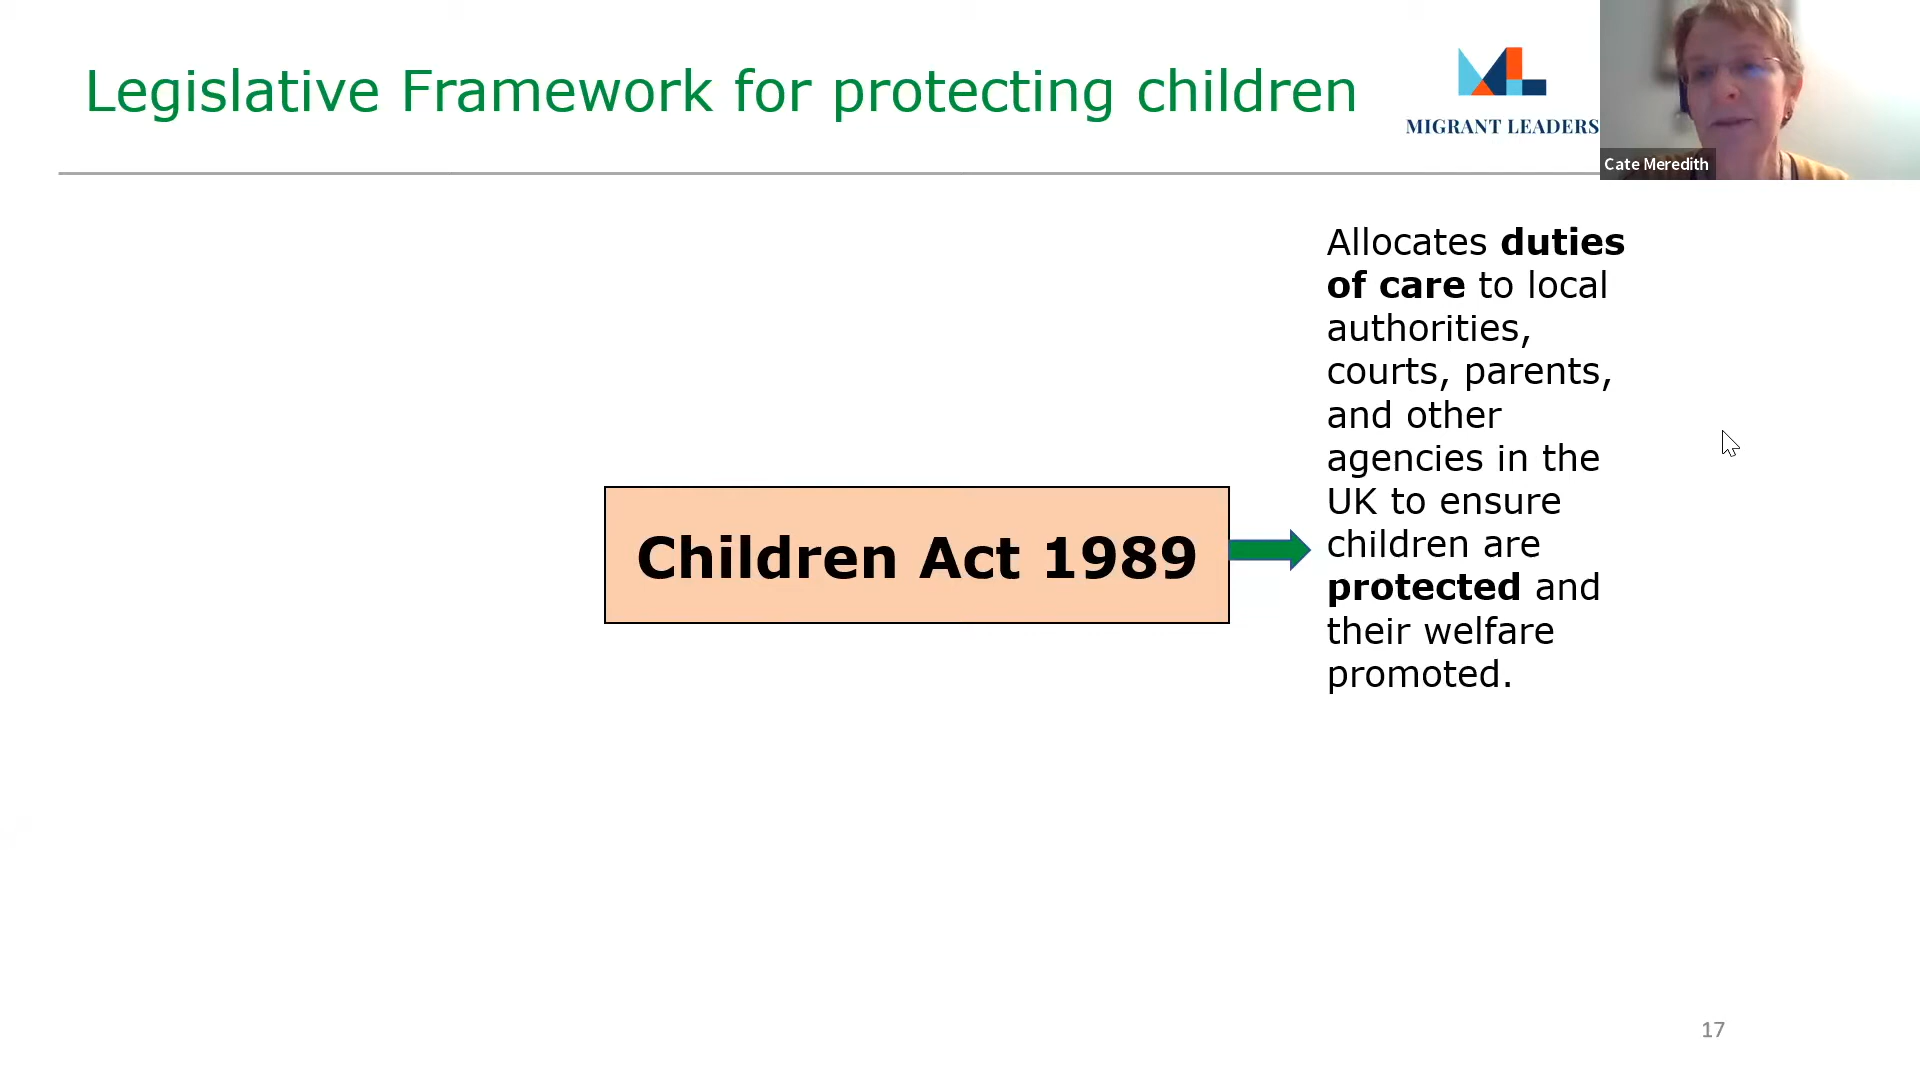 Legislative Framework for protecting children
MIGRANT LEADERS
Cate Meredith
Allocates duties
of care to local
authorities,
courts, parents,
and other
agencies in the
UK to ensure
children are
protected and
their welfare
promoted.
Children Act 1989
17